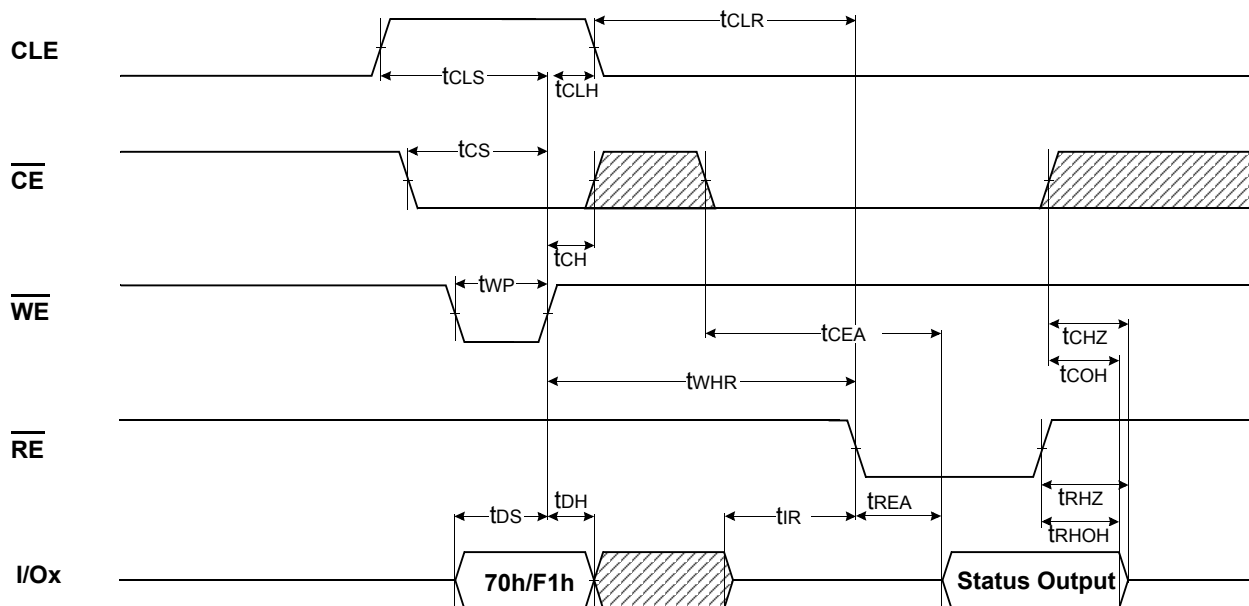 tCLR
CLE
tCLS
tCLH
CE
tCS
tCH
WE
tWP
tCEA
tCHZ
tCOH
tWHR
RE
tDS
tDH
tIR
tREA
tRHZ
tRHOH
I/Ox
70h/F1h
Status Output